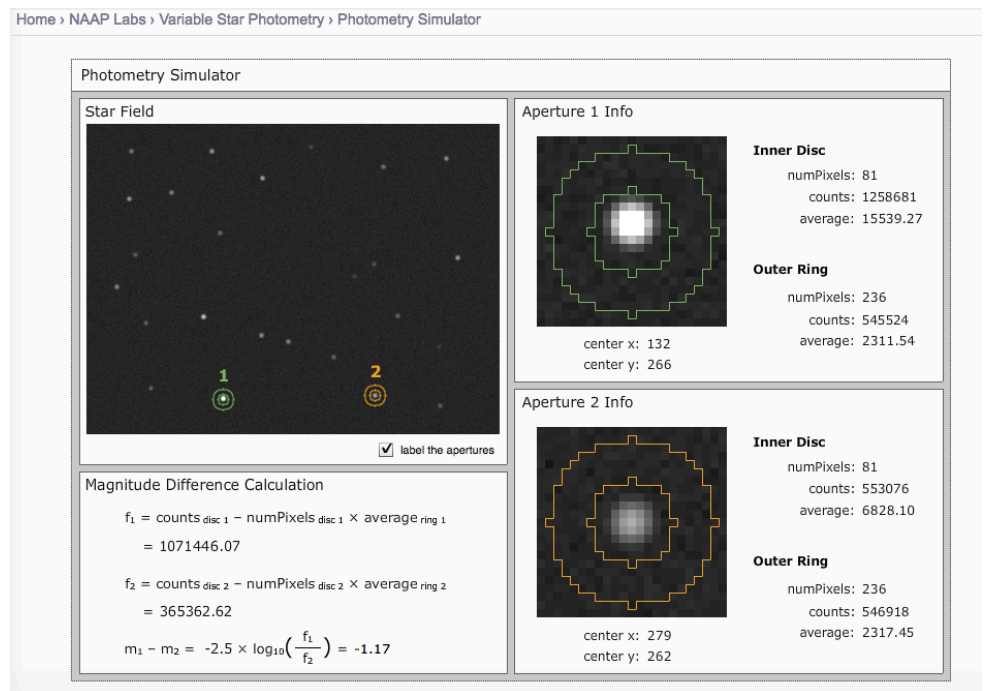 Home › NAAP Labs › Variable Star Photometry › Photometry Simulator
Photometry Simulator
Star Field
1
2
label the apertures
Magnitude Difference Calculation
f₁ = counts disc 1 – numPixels disc 1 × average ring 1
= 1071446.07
f₂ = counts disc 2 – numPixels disc 2 × average ring 2
= 365362.62
m₁ – m₂ = -2.5 × log₁₀(f₁/f₂) = -1.17
Aperture 1 Info
Inner Disc
numPixels: 81
counts: 1258681
average: 15539.27
Outer Ring
numPixels: 236
counts: 545524
average: 2311.54
center x: 132
center y: 266
Aperture 2 Info
Inner Disc
numPixels: 81
counts: 553076
average: 6828.10
Outer Ring
numPixels: 236
counts: 546918
average: 2317.45
center x: 279
center y: 262